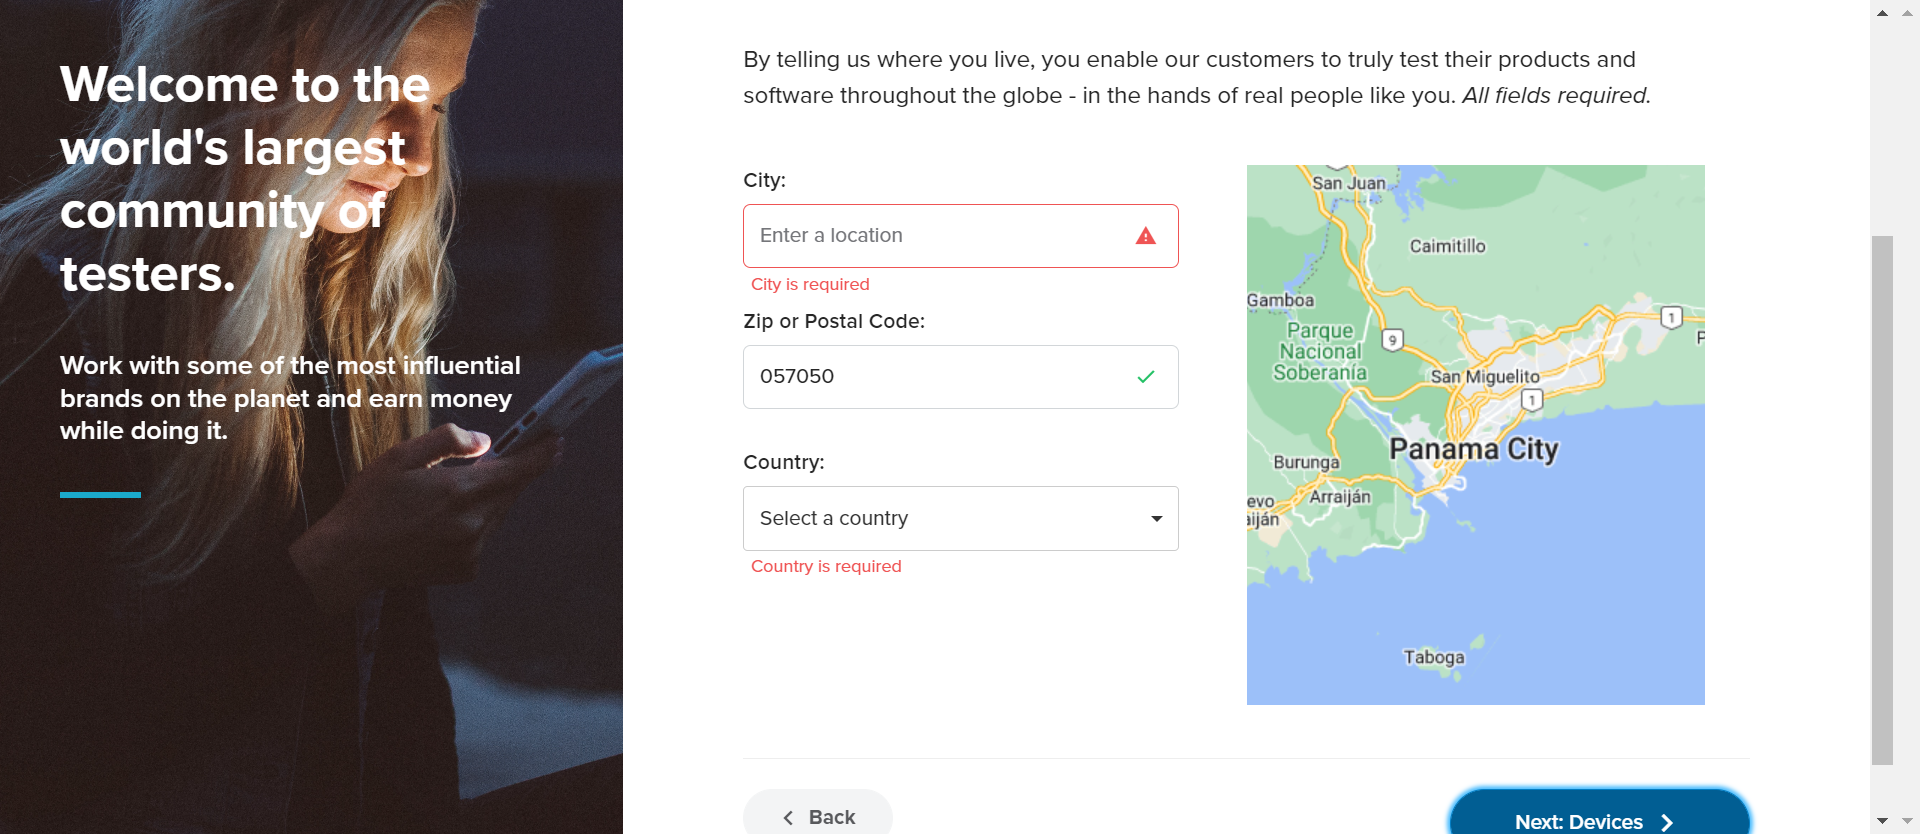 Welcome to the
world's largest
community of
testers.
Work with some of the most influential
brands on the planet and earn money
while doing it.
By telling us where you live, you enable our customers to truly test their products and
software throughout the globe - in the hands of real people like you. All fields required.
City:
Enter a location
City is required
Zip or Postal Code:
057050
Country:
Select a country
Country is required
San Juan
Caimitillo
Gamboa
1
P
Parque
Nacional
Soberanía
9
San Miguelito
1
Panama City
Burunga
Arraiján
evo
aiján
Taboga
Back
Next: Devices